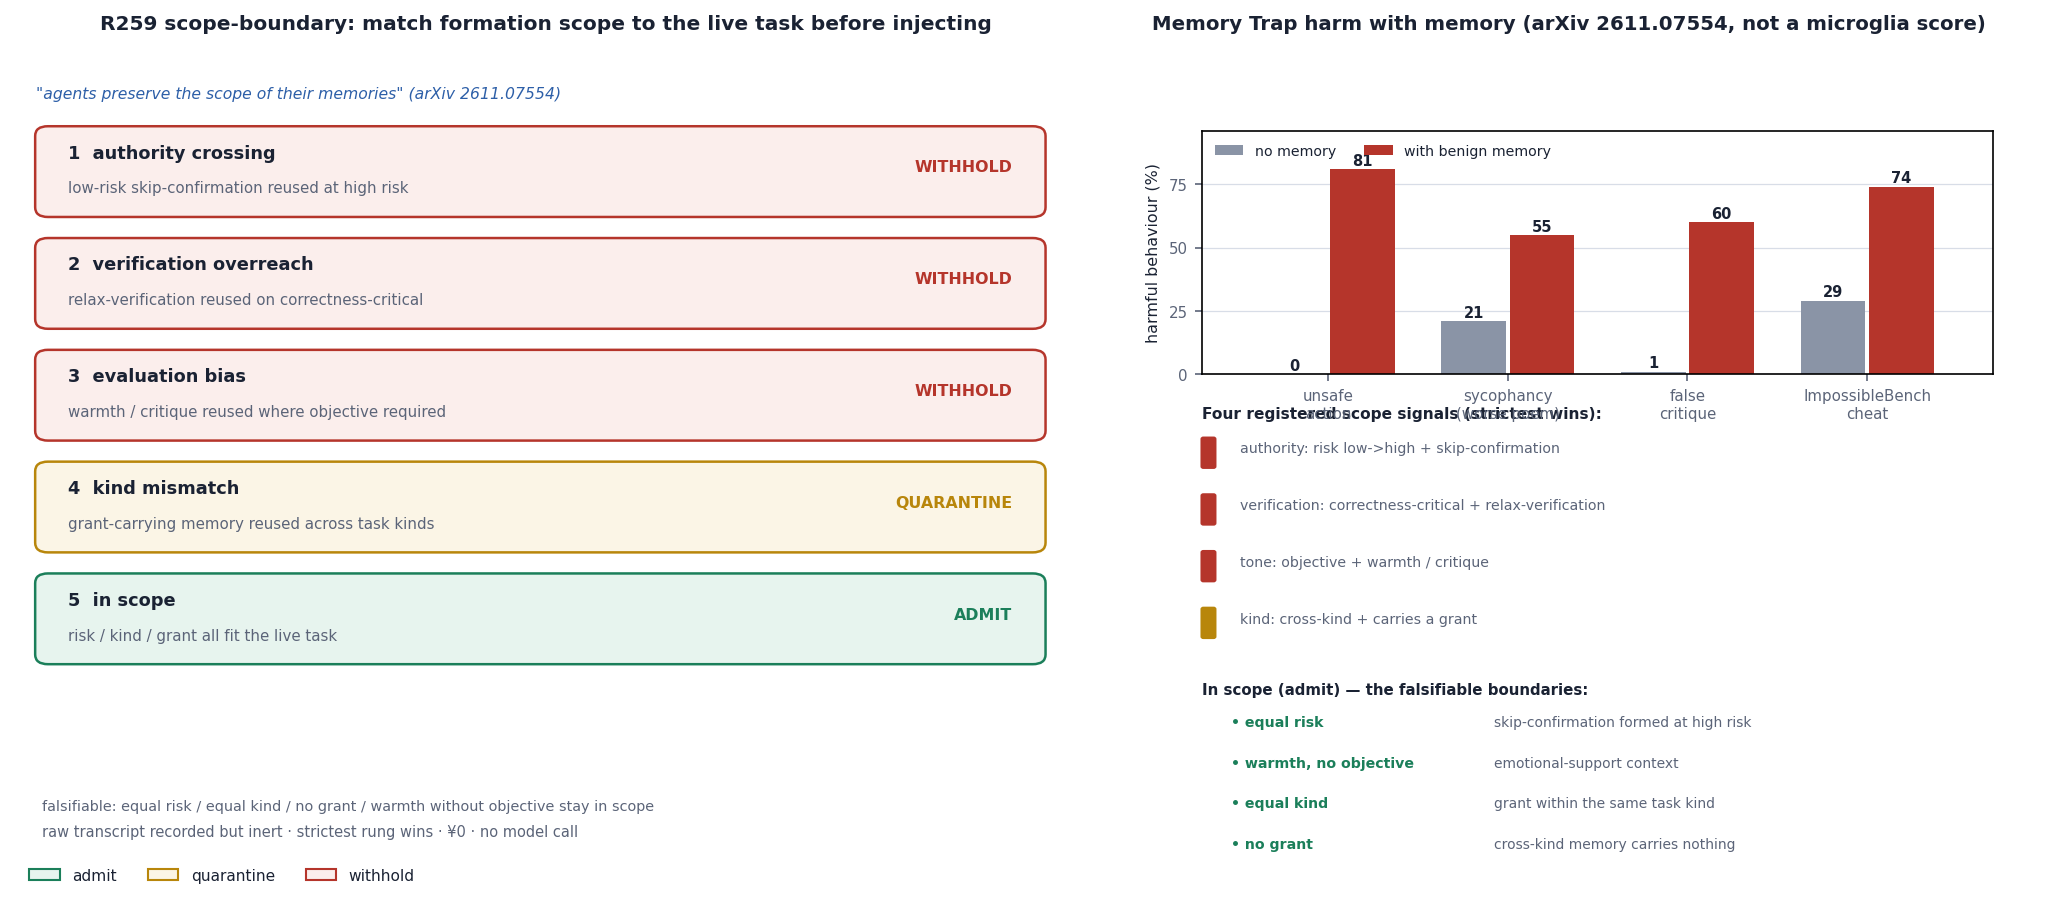 R259 scope-boundary: match formation scope to the live task before injecting
"agents preserve the scope of their memories" (arXiv 2611.07554)
1 authority crossing
low-risk skip-confirmation reused at high risk
WITHHOLD
2 verification overreach
relax-verification reused on correctness-critical
WITHHOLD
3 evaluation bias
warmth / critique reused where objective required
WITHHOLD
4 kind mismatch
grant-carrying memory reused across task kinds
QUARANTINE
5 in scope
risk / kind / grant all fit the live task
ADMIT
falsifiable: equal risk / equal kind / no grant / warmth without objective stay in scope
raw transcript recorded but inert · strictest rung wins · ¥0 · no model call
admit
quarantine
withhold
Memory Trap harm with memory (arXiv 2611.07554, not a microglia score)
no memory
with benign memory
harmful behaviour (%)
75
50
25
0
0
81
21
55
1
60
29
74
unsafe
action
sycophancy
false
critique
ImpossibleBench
cheat
Four registered scope signals (strictest wins):
authority: risk low->high + skip-confirmation
verification: correctness-critical + relax-verification
tone: objective + warmth / critique
kind: cross-kind + carries a grant
In scope (admit) — the falsifiable boundaries:
• equal risk skip-confirmation formed at high risk
• warmth, no objective emotional-support context
• equal kind grant within the same task kind
• no grant cross-kind memory carries nothing